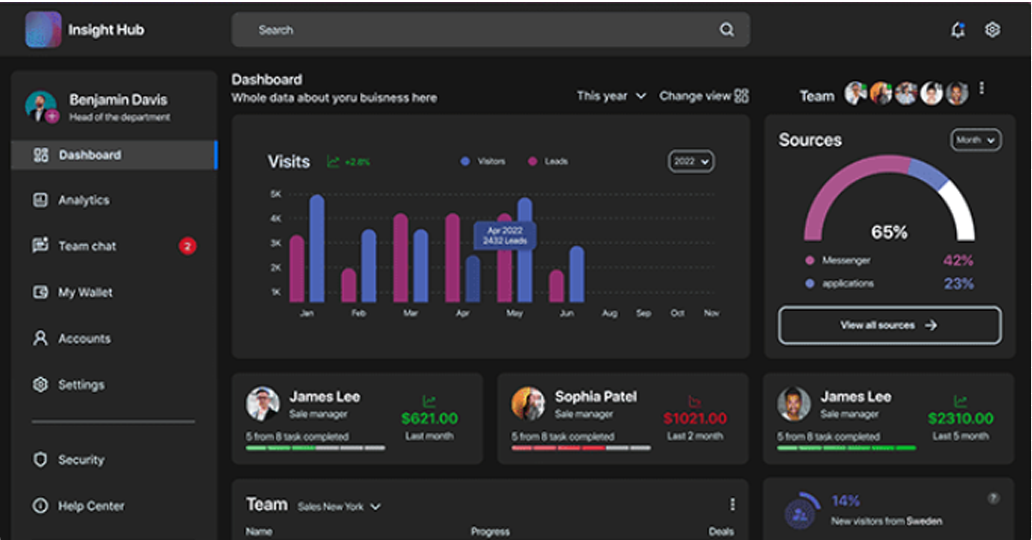 Insight Hub
Search
Benjamin Davis
Head of the department
Dashboard
Analytics
Team chat
2
My Wallet
Accounts
Settings
Security
Help Center
Dashboard
Whole data about yoru buisness here
This year
Change view
Team
Visits
+2.8%
Visitors
Leads
2022
5K
4K
3K
2K
1K
Apr 2022
2432 Leads
Jan Feb Mar Apr May Jun Aug Sep Oct Nov
Sources
Month
65%
Messenger 42%
applications 23%
View all sources
James Lee
Sale manager
5 from 8 task completed
$621.00
Last month
Sophia Patel
Sale manager
5 from 8 task completed
$1021.00
Last 2 month
James Lee
Sale manager
5 from 8 task completed
$2310.00
Last 5 month
Team Sales New York
Name Progress Deals
14%
New visitors from Sweden
?